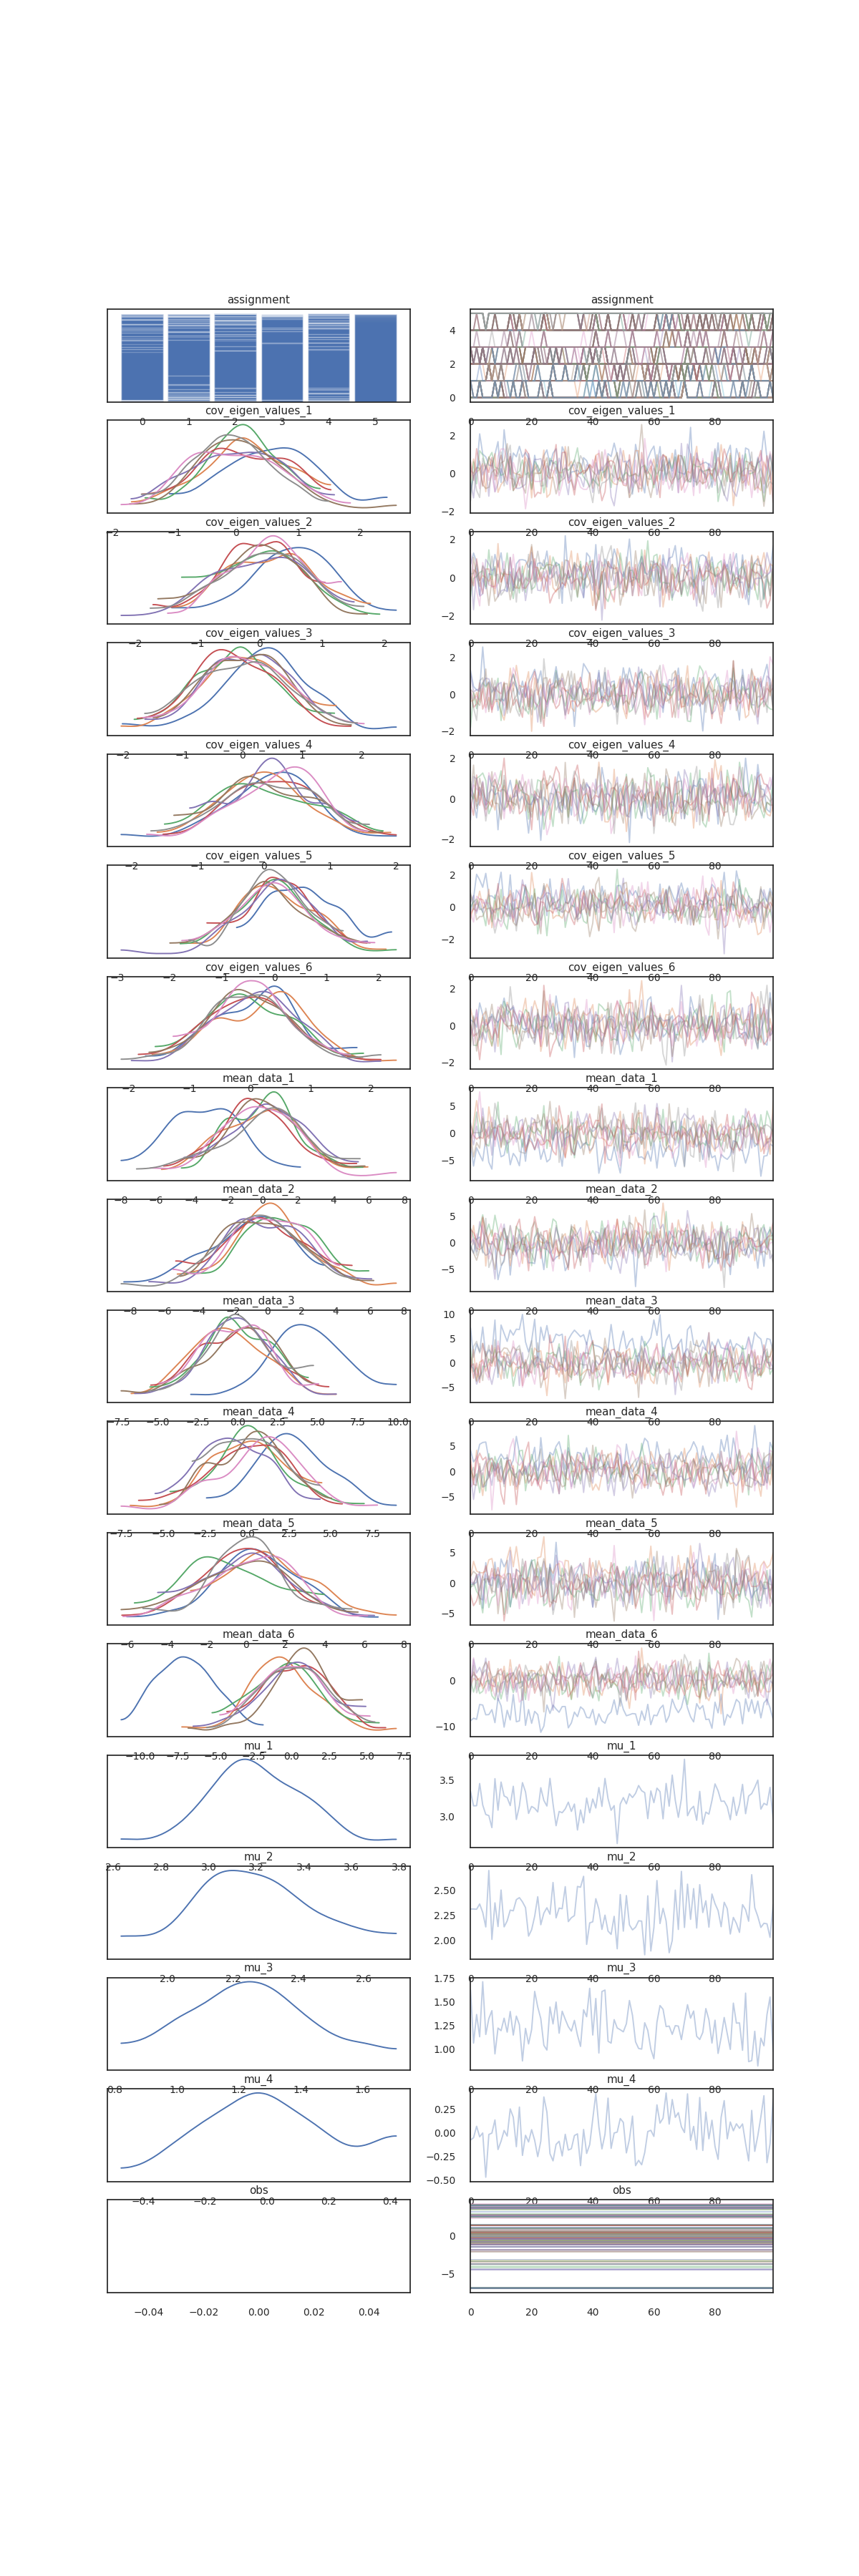 assignment assignment
4
2
0
0 1 2 3 4 5 0 20 40 60 80
cov_eigen_values_1 cov_eigen_values_1
2
0
−2
−2 −1 0 1 2 0 20 40 60 80
cov_eigen_values_2 cov_eigen_values_2
2
0
−2
−2 −1 0 1 2 0 20 40 60 80
cov_eigen_values_3 cov_eigen_values_3
2
0
−2
−2 −1 0 1 2 0 20 40 60 80
cov_eigen_values_4 cov_eigen_values_4
2
0
−2
−2 −1 0 1 2 0 20 40 60 80
cov_eigen_values_5 cov_eigen_values_5
2
0
−2
−3 −2 −1 0 1 2 0 20 40 60 80
cov_eigen_values_6 cov_eigen_values_6
2
0
−2
−2 −1 0 1 2 0 20 40 60 80
mean_data_1 mean_data_1
5
0
−5
−8 −6 −4 −2 0 2 4 6 8 0 20 40 60 80
mean_data_2 mean_data_2
5
0
−5
−8 −6 −4 −2 0 2 4 6 8 0 20 40 60 80
mean_data_3 mean_data_3
10
5
0
−5
−7.5 −5.0 −2.5 0.0 2.5 5.0 7.5 10.0 0 20 40 60 80
mean_data_4 mean_data_4
5
0
−5
−7.5 −5.0 −2.5 0.0 2.5 5.0 7.5 0 20 40 60 80
mean_data_5 mean_data_5
5
0
−5
−6 −4 −2 0 2 4 6 8 0 20 40 60 80
mean_data_6 mean_data_6
0
−10
−10.0 −7.5 −5.0 −2.5 0.0 2.5 5.0 7.5 0 20 40 60 80
mu_1 mu_1
3.5
3.0
2.6 2.8 3.0 3.2 3.4 3.6 3.8 0 20 40 60 80
mu_2 mu_2
2.50
2.25
2.00
2.0 2.2 2.4 2.6 0 20 40 60 80
mu_3 mu_3
1.75
1.50
1.25
1.00
0.8 1.0 1.2 1.4 1.6 0 20 40 60 80
mu_4 mu_4
0.25
0.00
−0.25
−0.50
−0.4 −0.2 0.0 0.2 0.4 0 20 40 60 80
obs obs
0
−5
−0.04 −0.02 0.00 0.02 0.04 0 20 40 60 80